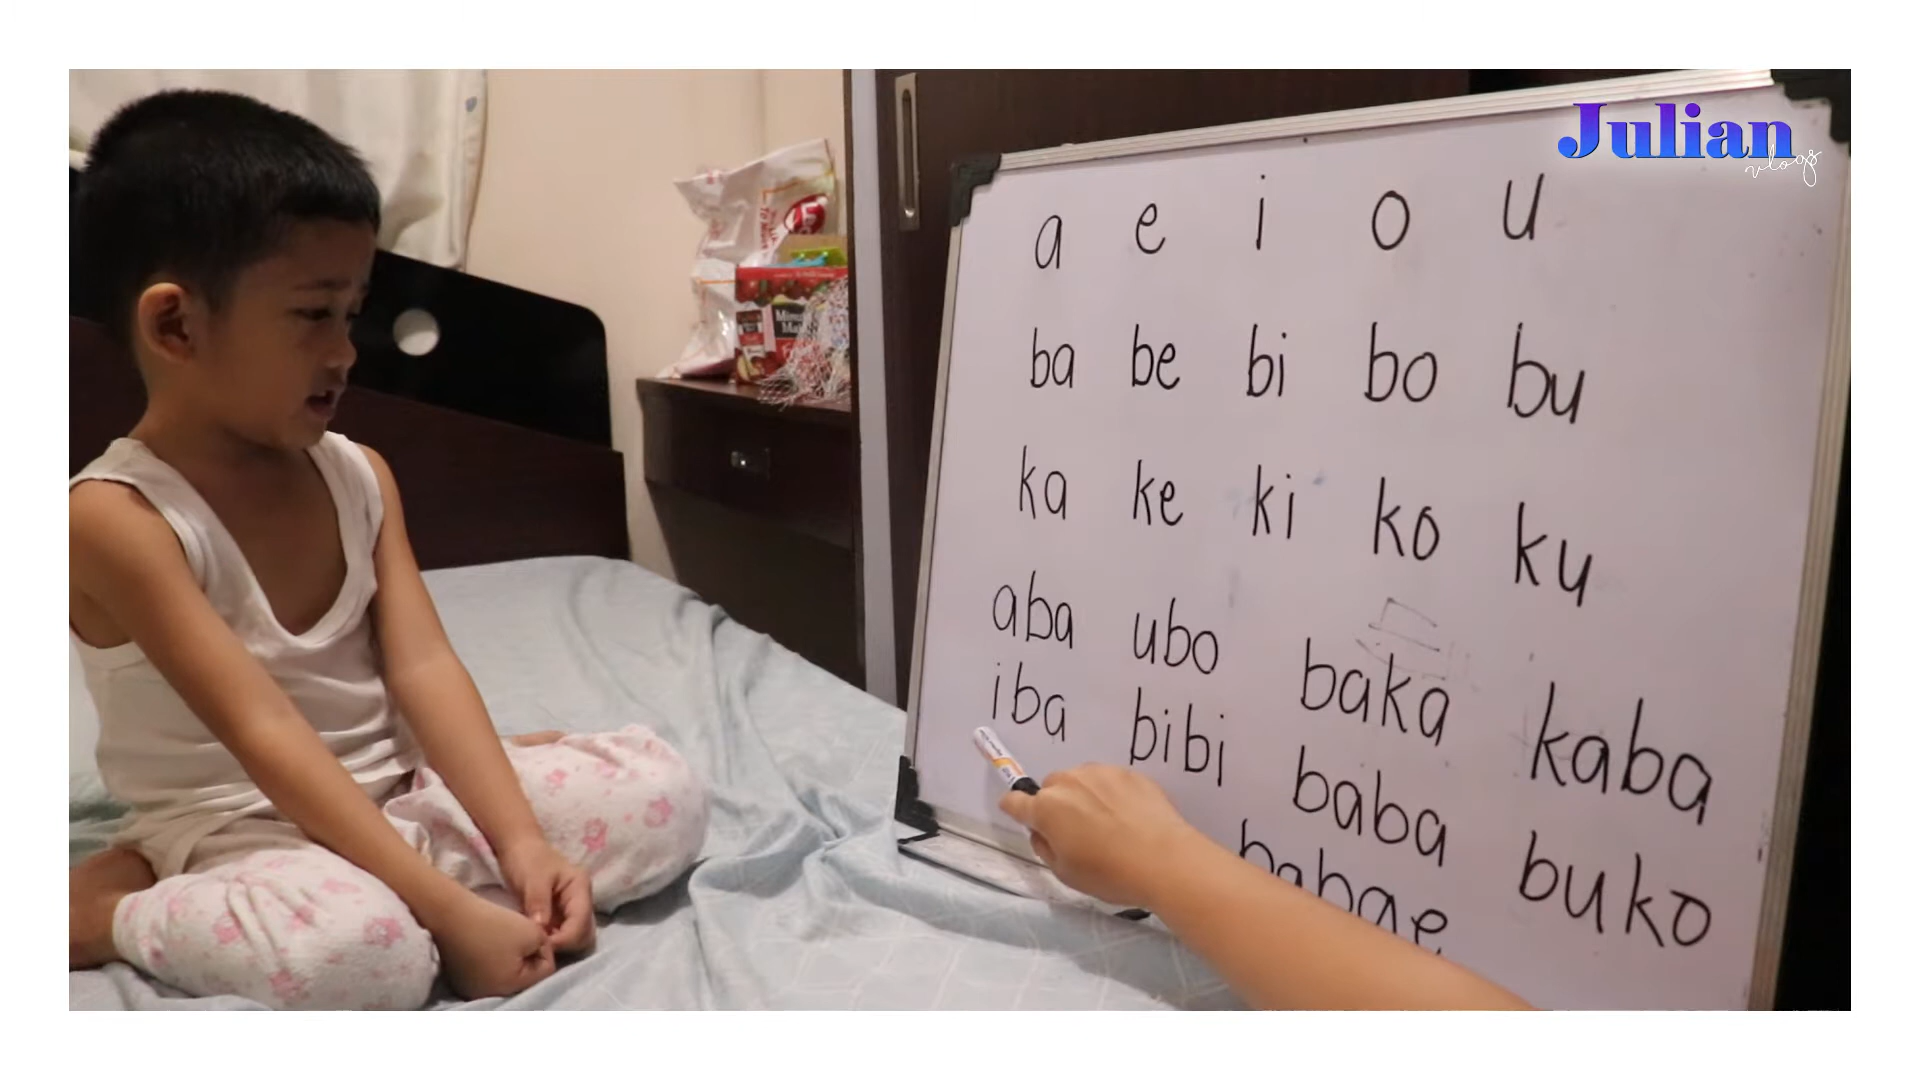 Julian
vlogs
a e i o u
ba be bi bo bu
ka ke ki ko ku
aba ubo baka kaba
iba bibi baba buko
babae